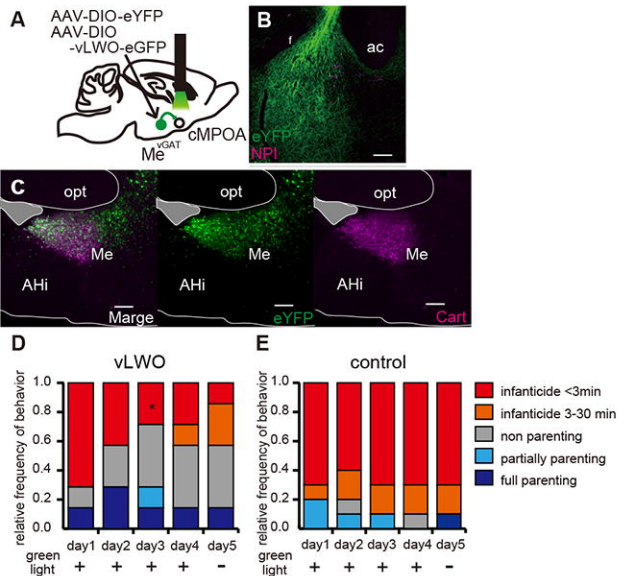 A
AAV-DIO-eYFP
AAV-DIO
-vLWO-eGFP
cMPOA
Me vGAT
B
f
ac
eYFP
NPI
C
opt
Me
AHi
Marge
opt
Me
AHi
eYFP
opt
Me
AHi
Cart
D
vLWO
relative frequency of behavior
1.0
0.8
0.6
0.4
0.2
0.0
*
day1 day2 day3 day4 day5
green light + + + + -
E
control
relative frequency of behavior
1.0
0.8
0.6
0.4
0.2
0.0
day1 day2 day3 day4 day5
green light + + + + -
infanticide <3min
infanticide 3-30 min
non parenting
partially parenting
full parenting